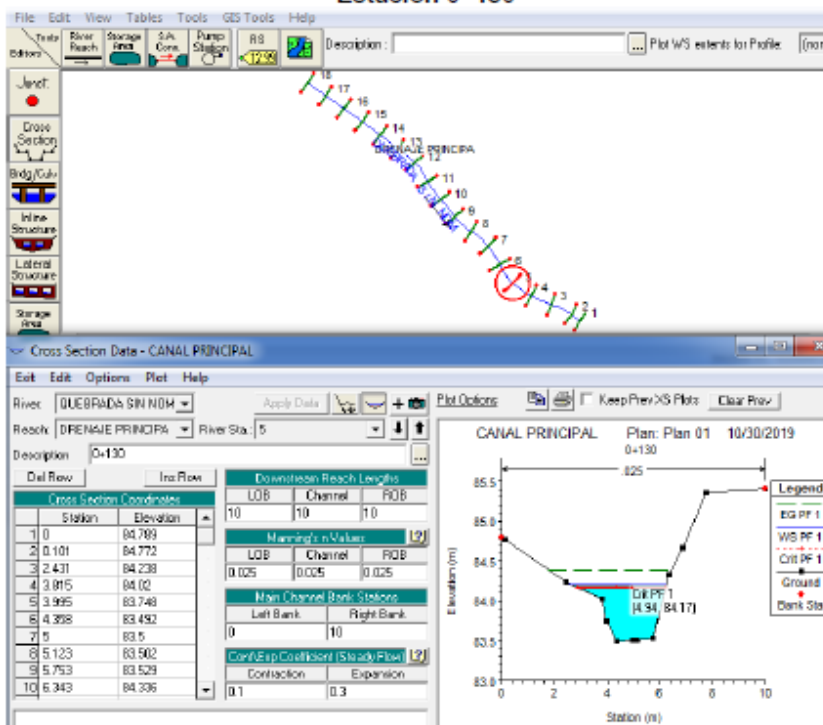 File Edit View Tables Tools GIS Tools Help
Editors
Tools
River Reach
Storage Area
S.A. Conn.
Pump Station
RS
Description :
...
Plot WS extents for Profile:
Junct.
Cross Section
Brdg/Culv
Inline Structure
Lateral Structure
Storage Area
18
17
16
15
14
13
DRENAJE PRINCIPA
12
11
10
9
8
7
6
4
3
2
1
Cross Section Data - CANAL PRINCIPAL
Exit Edit Options Plot Help
River: QUEBRADA SIN NOM
Apply Data
Plot Options
Keep Prev XS Plots
Clear Prev
Reach: DRENAJE PRINCIPA
River Sta.: 5
Description 0+130
...
Del Row
Ins Row
Cross Section Coordinates
Station Elevation
1 0 84.789
2 0.101 84.772
3 2.431 84.238
4 3.815 84.02
5 3.995 83.748
6 4.398 83.492
7 5 83.5
8 5.123 83.502
9 5.753 83.529
10 6.343 84.336
Downstream Reach Lengths
LOB Channel ROB
10 10 10
Manning's n Values
LOB Channel ROB
0.025 0.025 0.025
Main Channel Bank Stations
Left Bank Right Bank
0 10
Cont\Exp Coefficient (Steady Flow)
Contraction Expansion
0.1 0.3
CANAL PRINCIPAL Plan: Plan 01 10/30/2019
0+130
.025
Elevation (m)
85.5
85.0
84.5
84.0
83.5
83.0
Crit PF 1
(4.94, 84.17)
0 2 4 6 8 10
Station (m)
Legend
EG PF 1
WS PF 1
Crit PF 1
Ground
Bank Sta